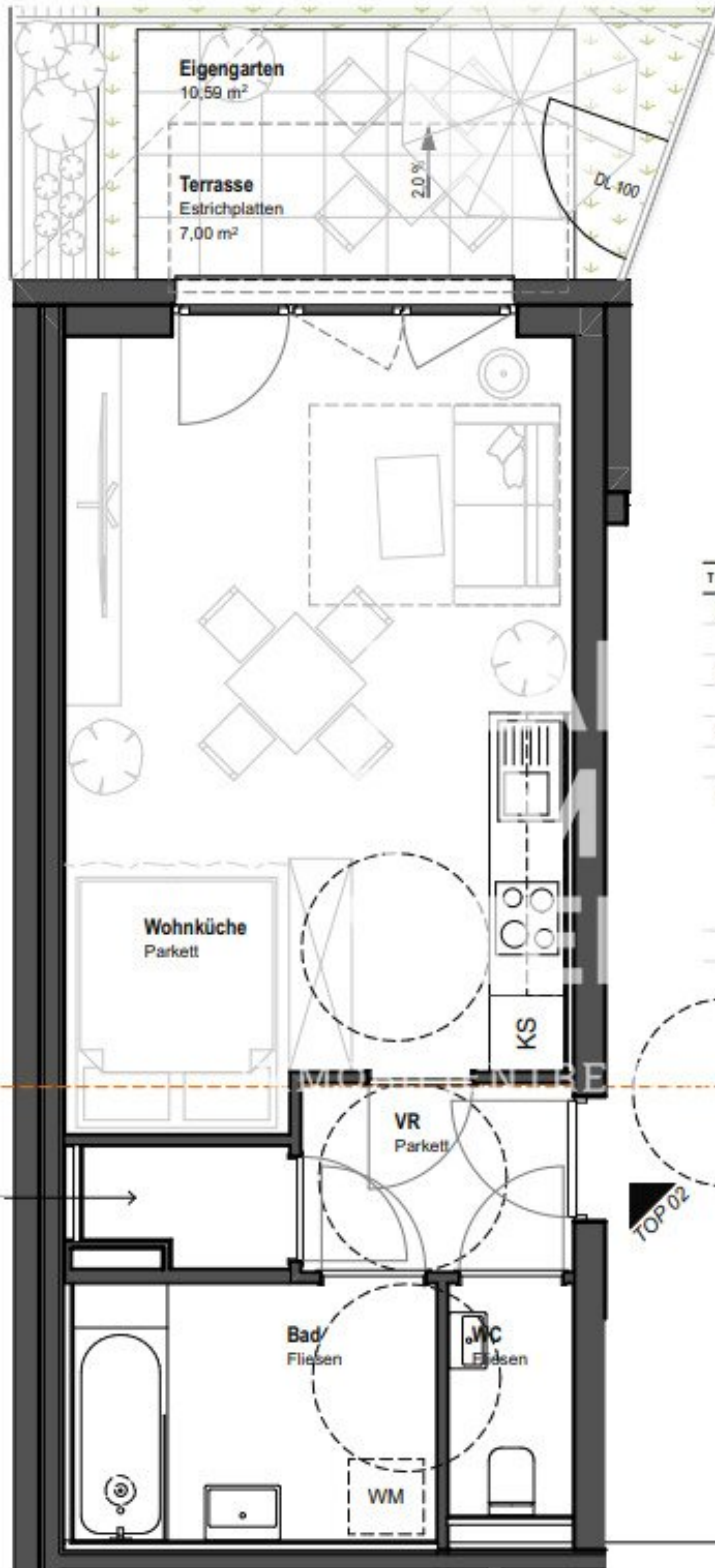 Eigengarten
10,59 m²
Terrasse
Estrichplatten
7,00 m²
2.0 %
DL 100
T
Wohnküche
Parkett
KS
VR
Parkett
TOP 02
Bad
Fliesen
WC
Fliesen
WM